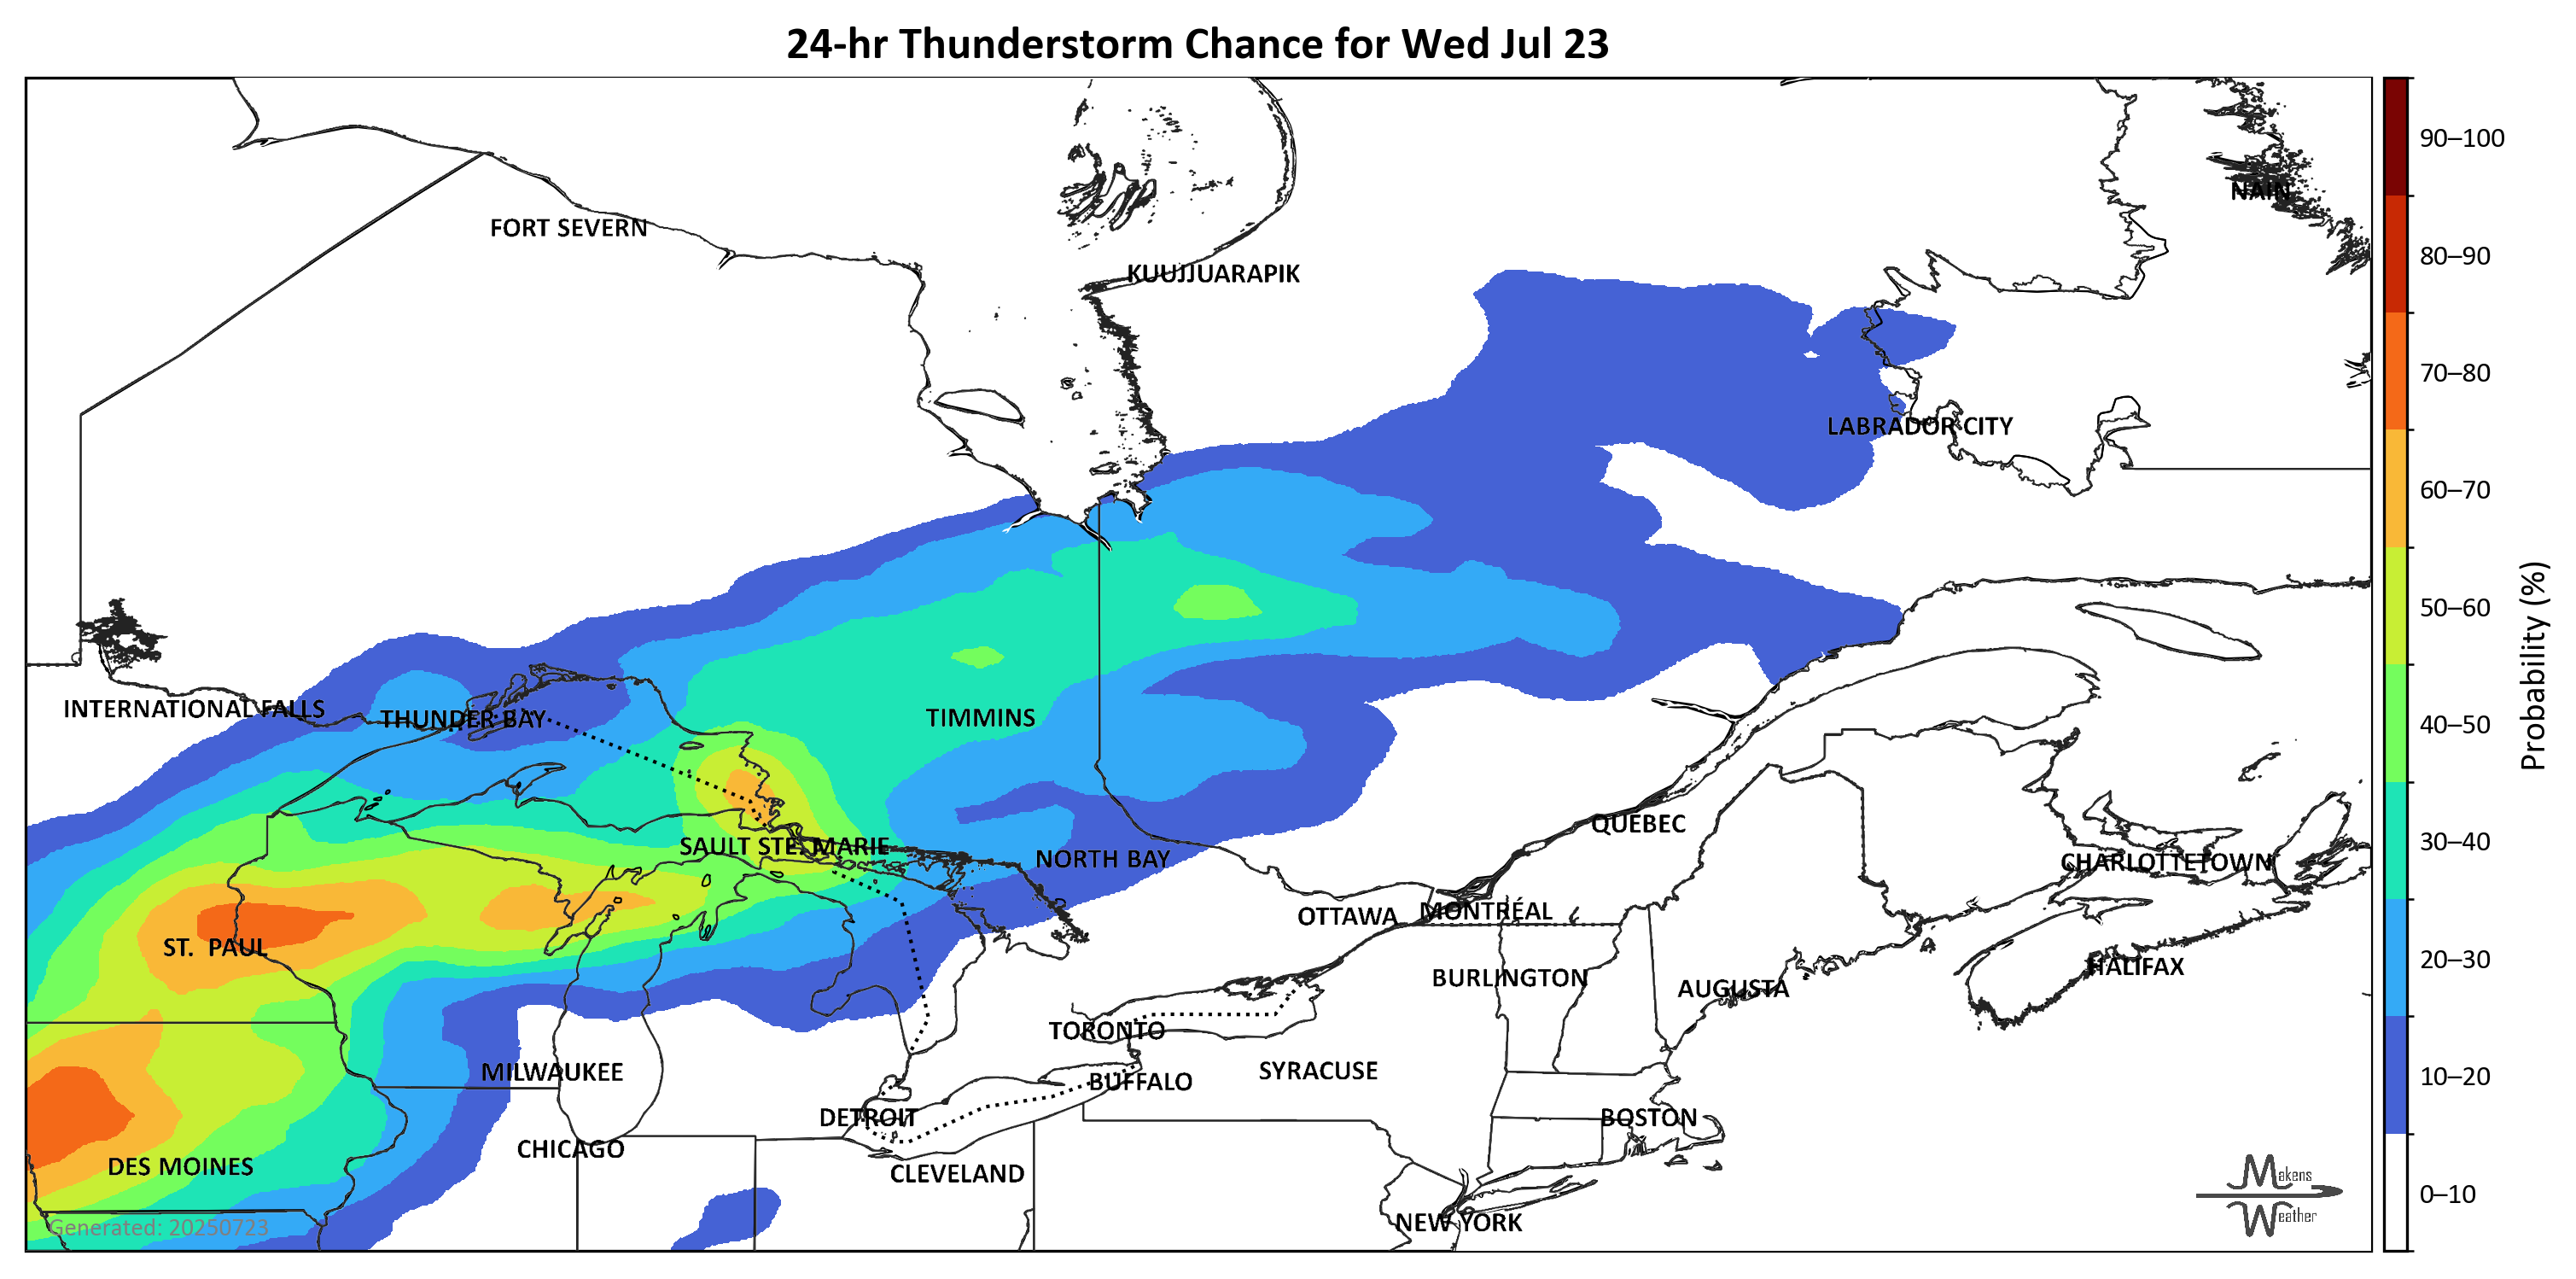 24-hr Thunderstorm Chance for Wed Jul 23
90–100
NAIN
FORT SEVERN
80–90
KUUJJUARAPIK
70–80
LABRADOR CITY
60–70
50–60
Probability (%)
INTERNATIONAL FALLS
THUNDER BAY
TIMMINS
40–50
QUEBEC
SAULT STE. MARIE
30–40
NORTH BAY
CHARLOTTETOWN
OTTAWA
MONTRÉAL
ST. PAUL
20–30
HALIFAX
BURLINGTON
AUGUSTA
TORONTO
MILWAUKEE
SYRACUSE
10–20
BUFFALO
DETROIT
BOSTON
CHICAGO
DES MOINES
CLEVELAND
Makens
0–10
Weather
NEW YORK
Generated: 20250723